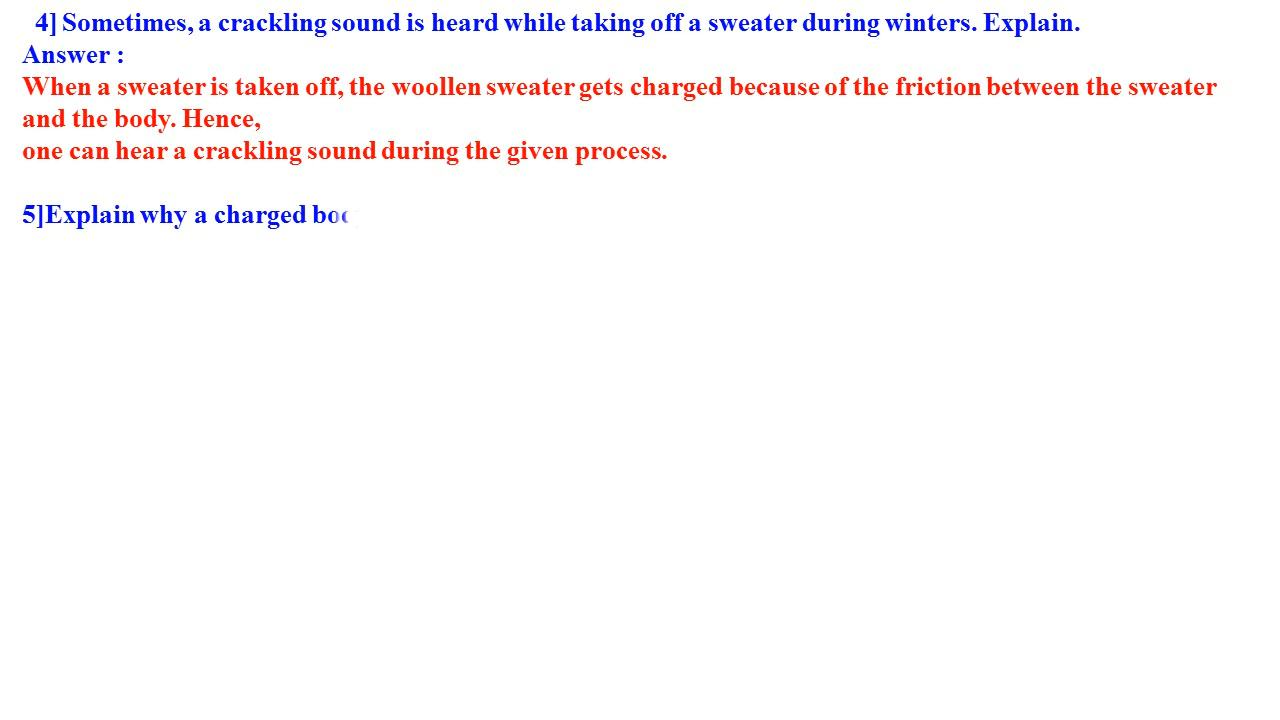 4] Sometimes, a crackling sound is heard while taking off a sweater during winters. Explain.
Answer :
When a sweater is taken off, the woollen sweater gets charged because of the friction between the sweater
and the body. Hence,
one can hear a crackling sound during the given process.
5]Explain why a charged